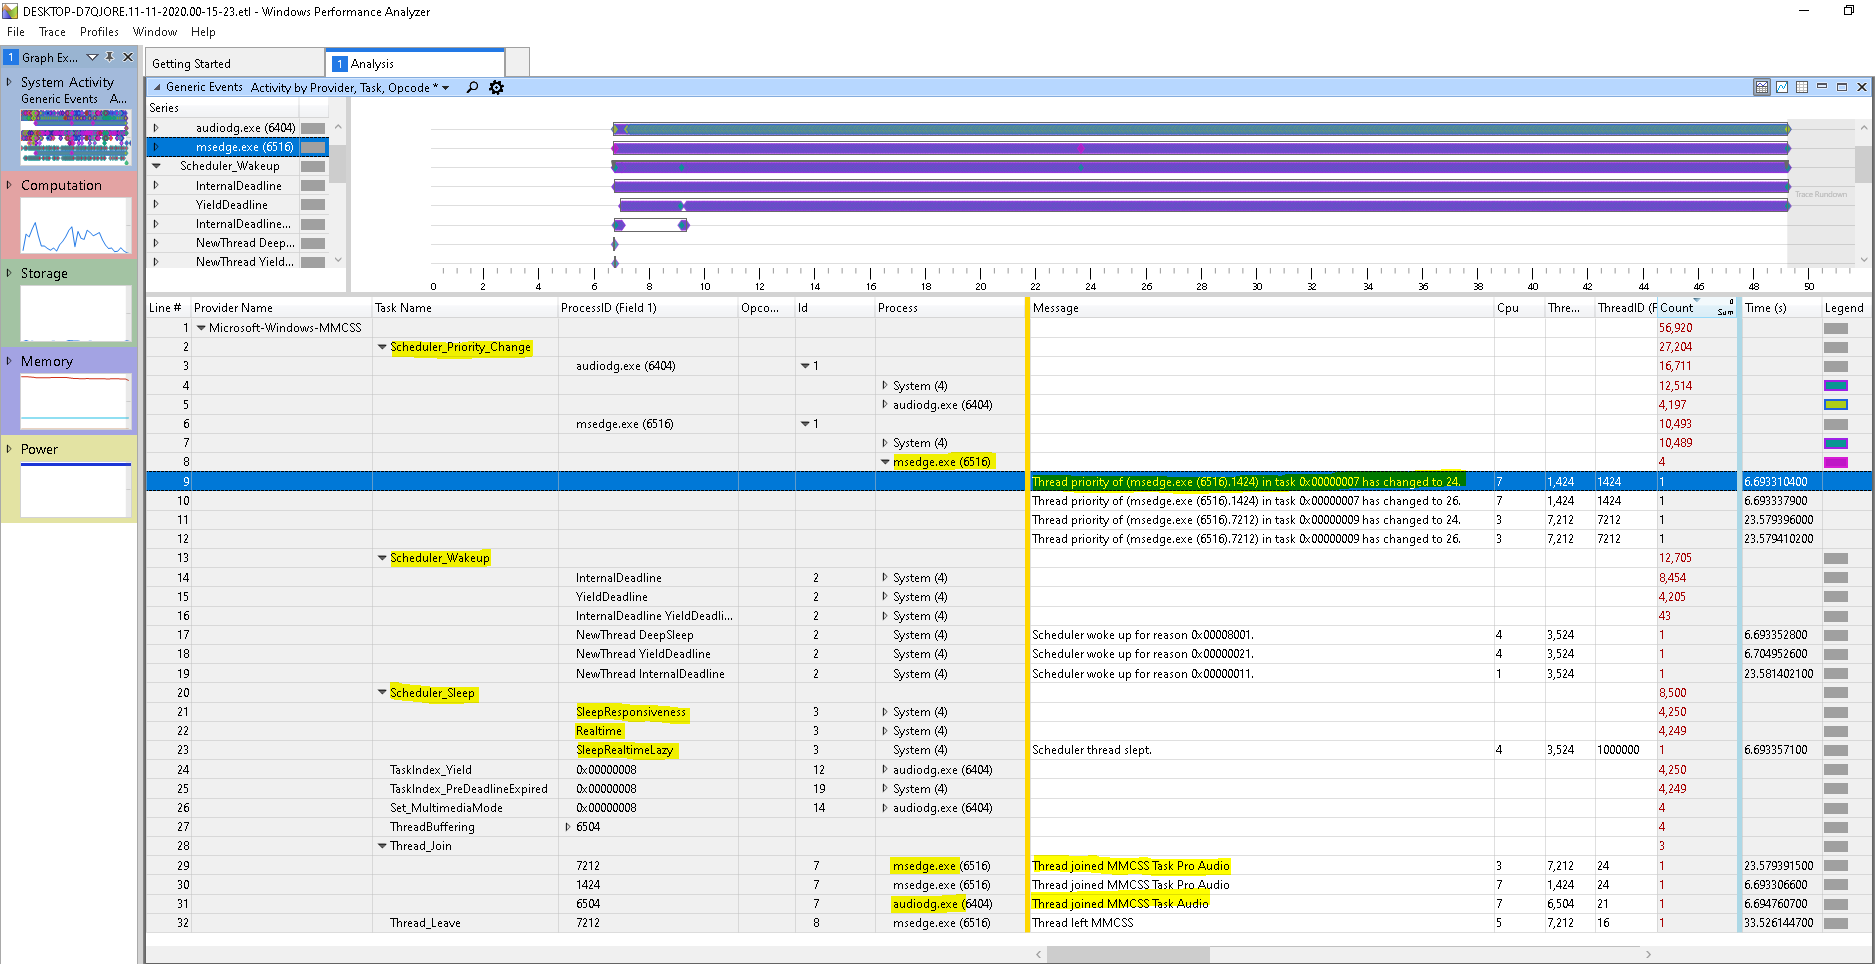 DESKTOP-D7QJORE.11-11-2020.00-15-23.etl - Windows Performance Analyzer
File Trace Profiles Window Help
1 Graph Ex...
Getting Started
1 Analysis
System Activity
Generic Events A...
Computation
Storage
Memory
Power
Generic Events Activity by Provider, Task, Opcode *
Series
audiodg.exe (6404)
msedge.exe (6516)
Scheduler_Wakeup
InternalDeadline
YieldDeadline
InternalDeadline...
NewThread Deep...
NewThread Yield...
Trace Rundown
0 2 4 6 8 10 12 14 16 18 20 22 24 26 28 30 32 34 36 38 40 42 44 46 48 50
Line # Provider Name Task Name ProcessID (Field 1) Opco... Id Process Message Cpu Thre... ThreadID (F Count 0 Sum Time (s) Legend
1 Microsoft-Windows-MMCSS 56,920
2 Scheduler_Priority_Change 27,204
3 audiodg.exe (6404) 1 16,711
4 System (4) 12,514
5 audiodg.exe (6404) 4,197
6 msedge.exe (6516) 1 10,493
7 System (4) 10,489
8 msedge.exe (6516) 4
9 Thread priority of (msedge.exe (6516).1424) in task 0x00000007 has changed to 24. 7 1,424 1424 1 6.693310400
10 Thread priority of (msedge.exe (6516).1424) in task 0x00000007 has changed to 26. 7 1,424 1424 1 6.693337900
11 Thread priority of (msedge.exe (6516).7212) in task 0x00000009 has changed to 24. 3 7,212 7212 1 23.579396000
12 Thread priority of (msedge.exe (6516).7212) in task 0x00000009 has changed to 26. 3 7,212 7212 1 23.579410200
13 Scheduler_Wakeup 12,705
14 InternalDeadline 2 System (4) 8,454
15 YieldDeadline 2 System (4) 4,205
16 InternalDeadline YieldDeadli... 2 System (4) 43
17 NewThread DeepSleep 2 System (4) Scheduler woke up for reason 0x00008001. 4 3,524 1 6.693352800
18 NewThread YieldDeadline 2 System (4) Scheduler woke up for reason 0x00000021. 4 3,524 1 6.704952600
19 NewThread InternalDeadline 2 System (4) Scheduler woke up for reason 0x00000011. 1 3,524 1 23.581402100
20 Scheduler_Sleep 8,500
21 SleepResponsiveness 3 System (4) 4,250
22 Realtime 3 System (4) 4,249
23 SleepRealtimeLazy 3 System (4) Scheduler thread slept. 4 3,524 1000000 1 6.693357100
24 TaskIndex_Yield 0x00000008 12 audiodg.exe (6404) 4,250
25 TaskIndex_PreDeadlineExpired 0x00000008 19 System (4) 4,249
26 Set_MultimediaMode 0x00000008 14 audiodg.exe (6404) 4
27 ThreadBuffering 6504 4
28 Thread_Join 3
29 7212 7 msedge.exe (6516) Thread joined MMCSS Task Pro Audio 3 7,212 24 1 23.579391500
30 1424 7 msedge.exe (6516) Thread joined MMCSS Task Pro Audio 7 1,424 24 1 6.693306600
31 6504 7 audiodg.exe (6404) Thread joined MMCSS Task Audio 7 6,504 21 1 6.694760700
32 Thread_Leave 7212 8 msedge.exe (6516) Thread left MMCSS 5 7,212 16 1 33.526144700